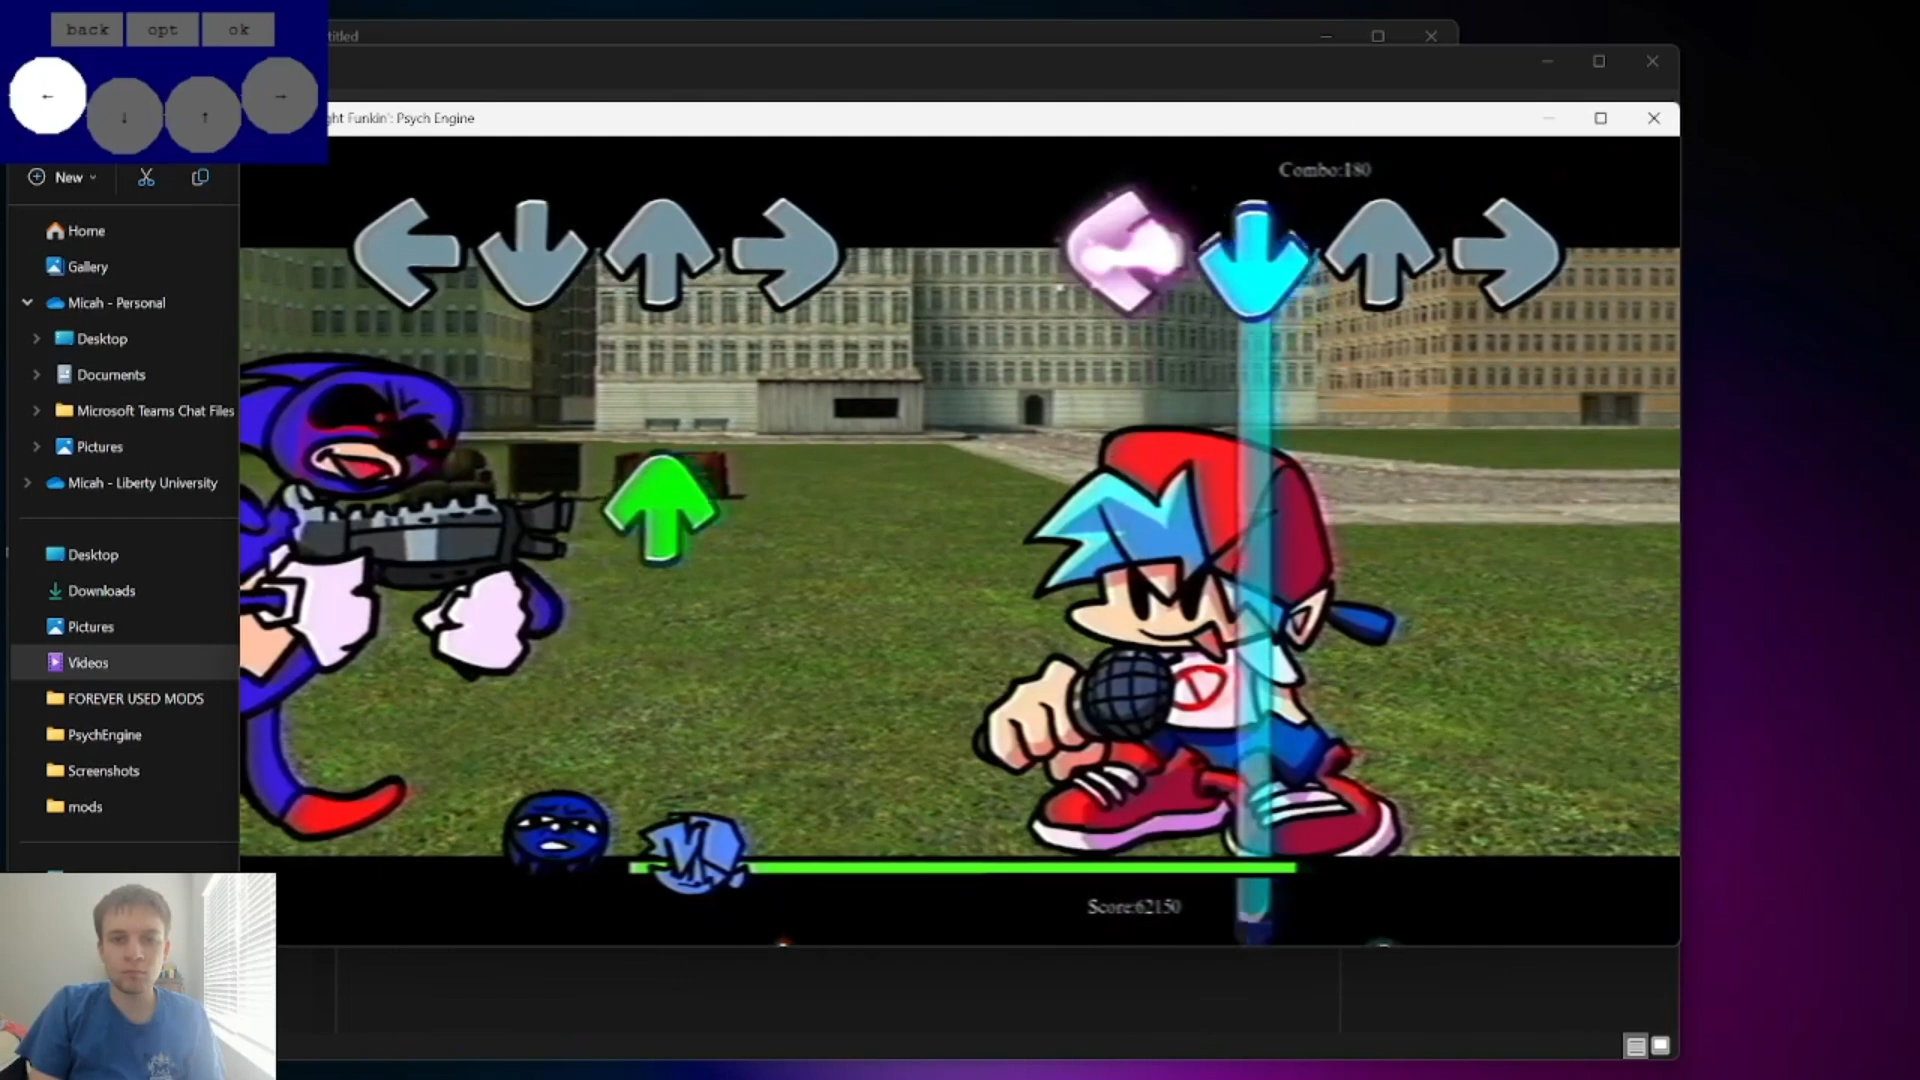 back opt ok
← ↓ ↑ →
titled
ght Funkin': Psych Engine
New
Home
Gallery
Micah - Personal
Desktop
Documents
Microsoft Teams Chat Files
Pictures
Micah - Liberty University
Desktop
Downloads
Pictures
Videos
FOREVER USED MODS
PsychEngine
Screenshots
mods
Combo:180
Score:62150